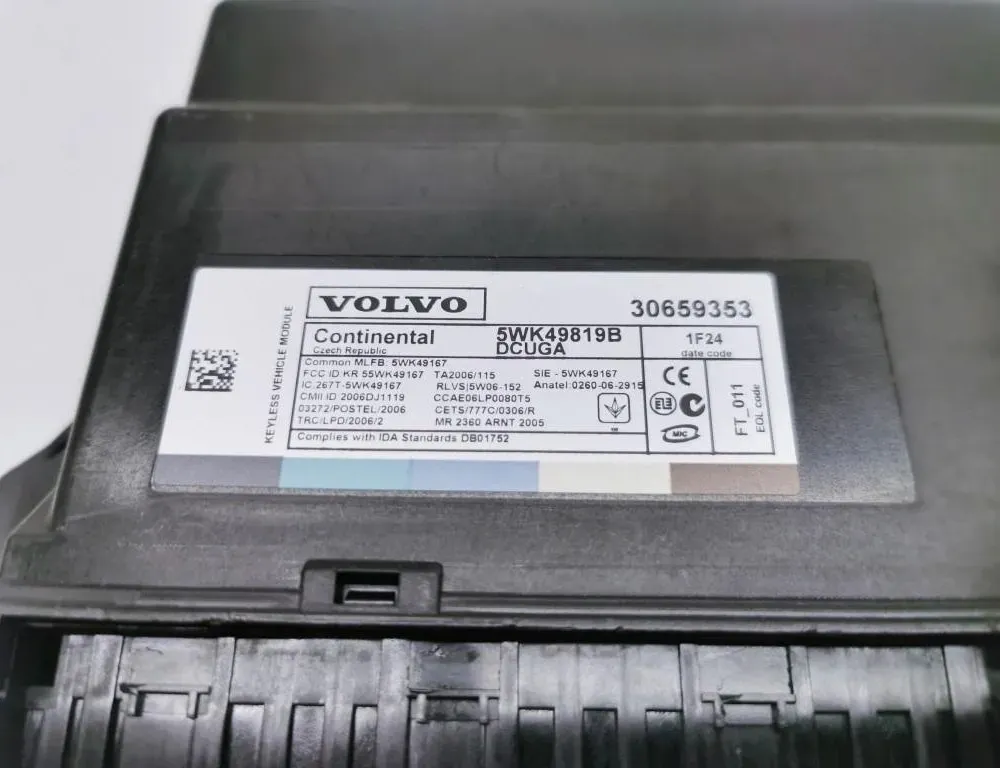 VOLVO
30659353
KEYLESS VEHICLE MODULE
Continental
Czech Republic
5WK49819B
DCUGA
1F24
date code
Common MLFB: 5WK49167
FCC ID KR 55WK49167 TA2006/115 SIE - 5WK49167
IC.267T-5WK49167 RLVS|5W06-152 Anatel:0260-06-2915
CMII ID 2006DJ1119 CCAE06LP0080T5
03272/POSTEL/2006 CETS/777C/0306/R
TRC/LPD/2006/2 MR 2360 ARNT 2005
Complies with IDA Standards DB01752
CE
MIC
FT_011
EOL code